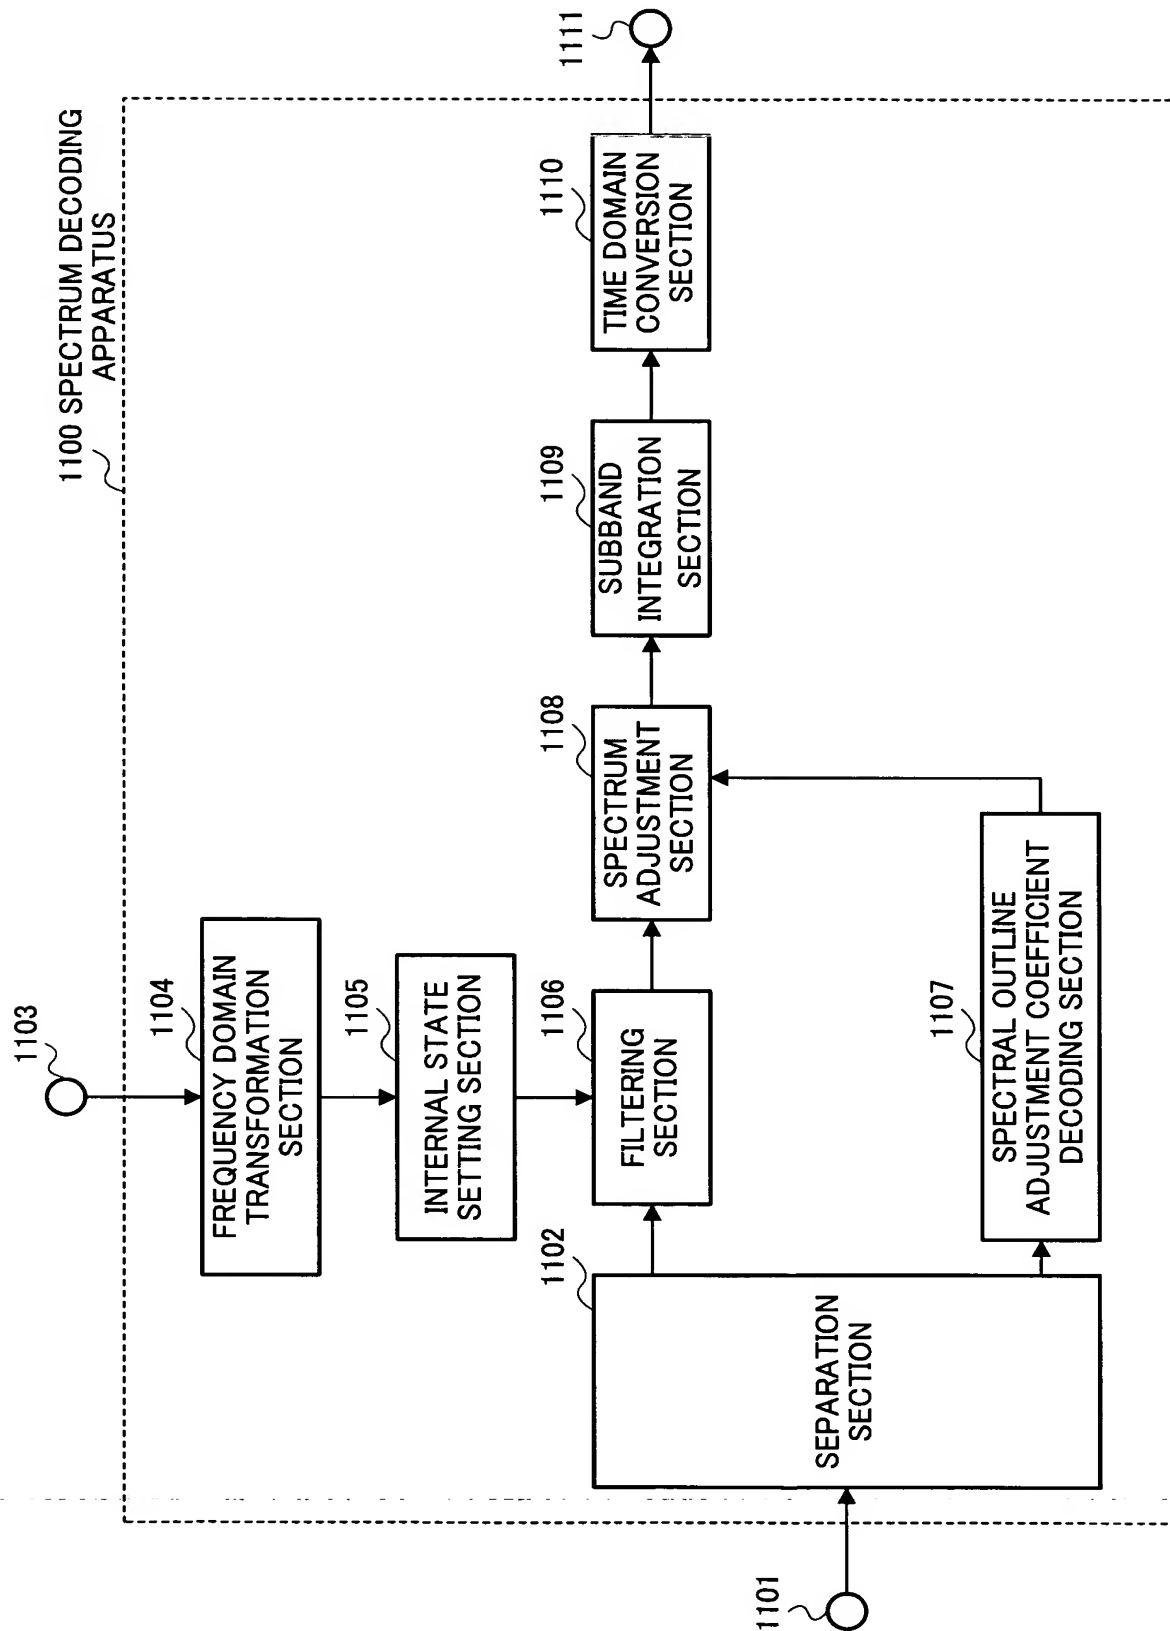 1100 SPECTRUM DECODING
APPARATUS
1103
1104
FREQUENCY DOMAIN
TRANSFORMATION
SECTION
1105
INTERNAL STATE
SETTING SECTION
1101
1102
SEPARATION
SECTION
1106
FILTERING
SECTION
1107
SPECTRAL OUTLINE
ADJUSTMENT COEFFICIENT
DECODING SECTION
1108
SPECTRUM
ADJUSTMENT
SECTION
1109
SUBBAND
INTEGRATION
SECTION
1110
TIME DOMAIN
CONVERSION
SECTION
1111